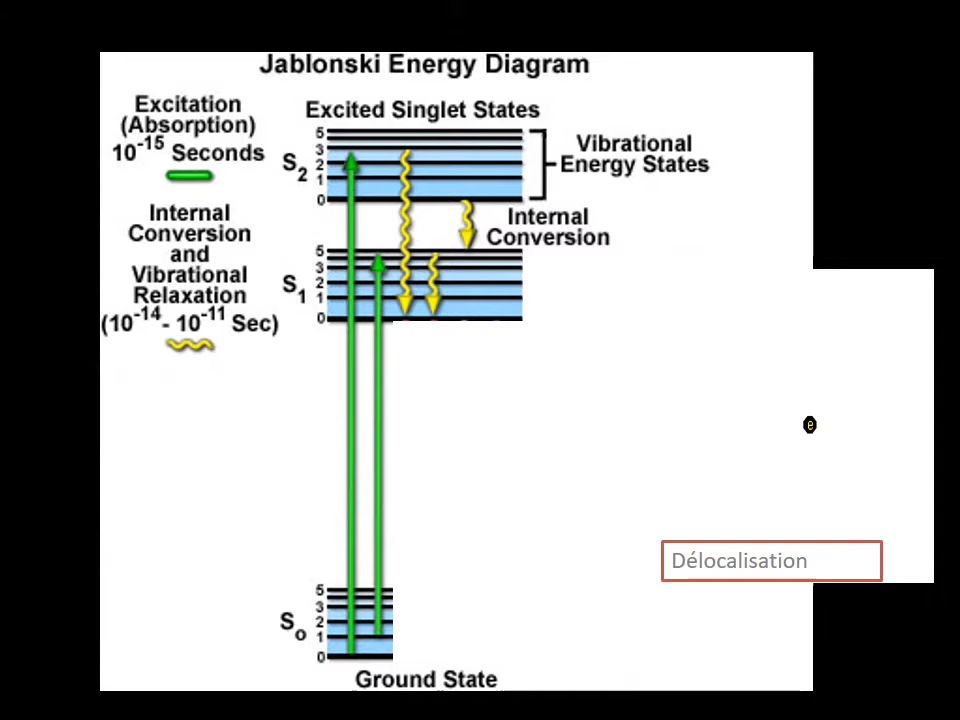 Jablonski Energy Diagram
Excitation
(Absorption)
10-15 Seconds
Internal
Conversion
and
Vibrational
Relaxation
(10-14 - 10-11 Sec)
Excited Singlet States
S2
5
3
2
1
0
Vibrational
Energy States
Internal
Conversion
S1
5
3
2
1
0
e
Délocalisation
So
5
3
2
1
0
Ground State